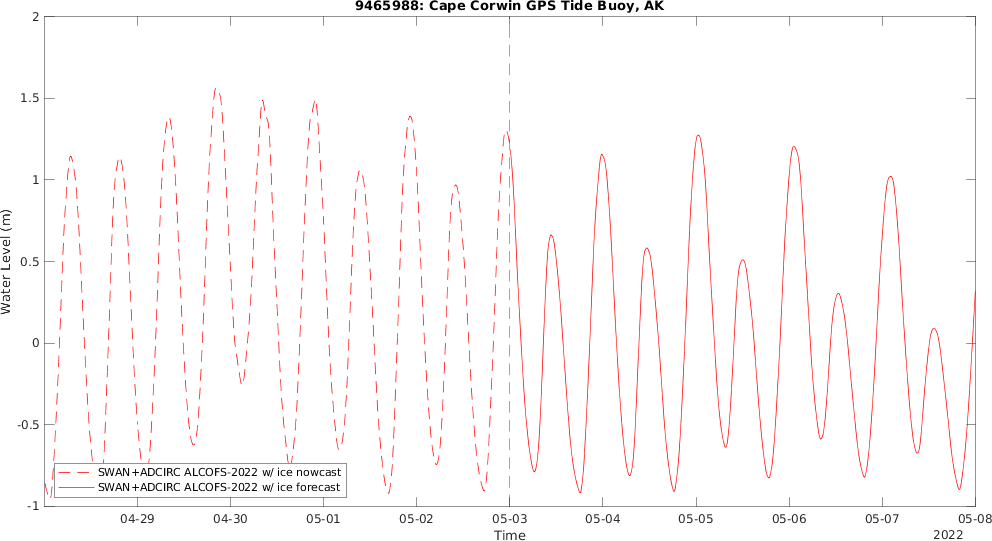 9465988: Cape Corwin GPS Tide Buoy, AK
2
1.5
1
0.5
0
-0.5
-1
Water Level (m)
SWAN+ADCIRC ALCOFS-2022 w/ ice nowcast
SWAN+ADCIRC ALCOFS-2022 w/ ice forecast
04-29 04-30 05-01 05-02 05-03 05-04 05-05 05-06 05-07 05-08
Time
2022